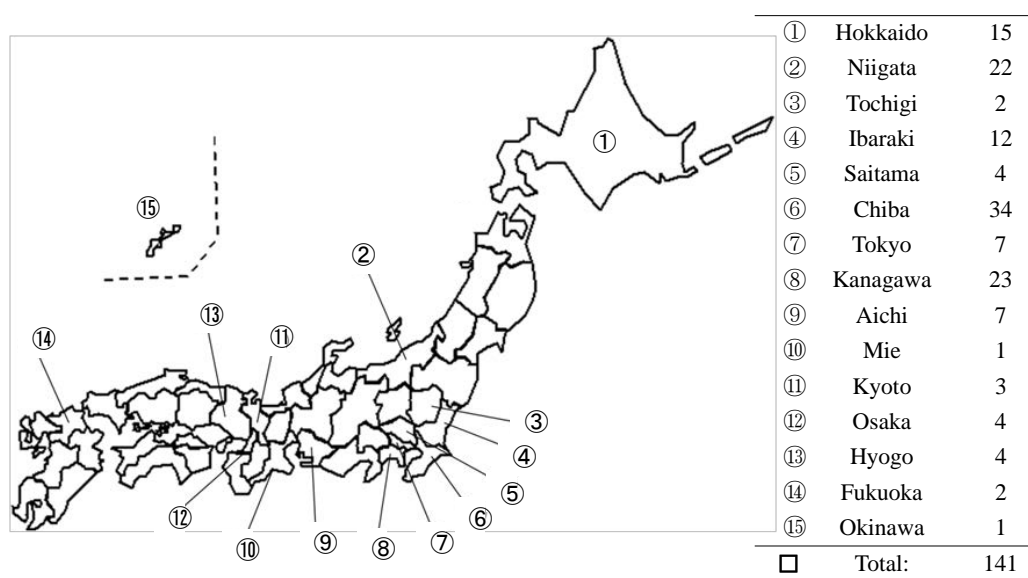 ① Hokkaido 15
② Niigata 22
③ Tochigi 2
④ Ibaraki 12
⑤ Saitama 4
⑥ Chiba 34
⑦ Tokyo 7
⑧ Kanagawa 23
⑨ Aichi 7
⑩ Mie 1
⑪ Kyoto 3
⑫ Osaka 4
⑬ Hyogo 4
⑭ Fukuoka 2
⑮ Okinawa 1
Total: 141
①
⑮
②
⑬
⑪
⑭
③
④
⑤
⑥
⑫
⑩
⑨
⑧
⑦